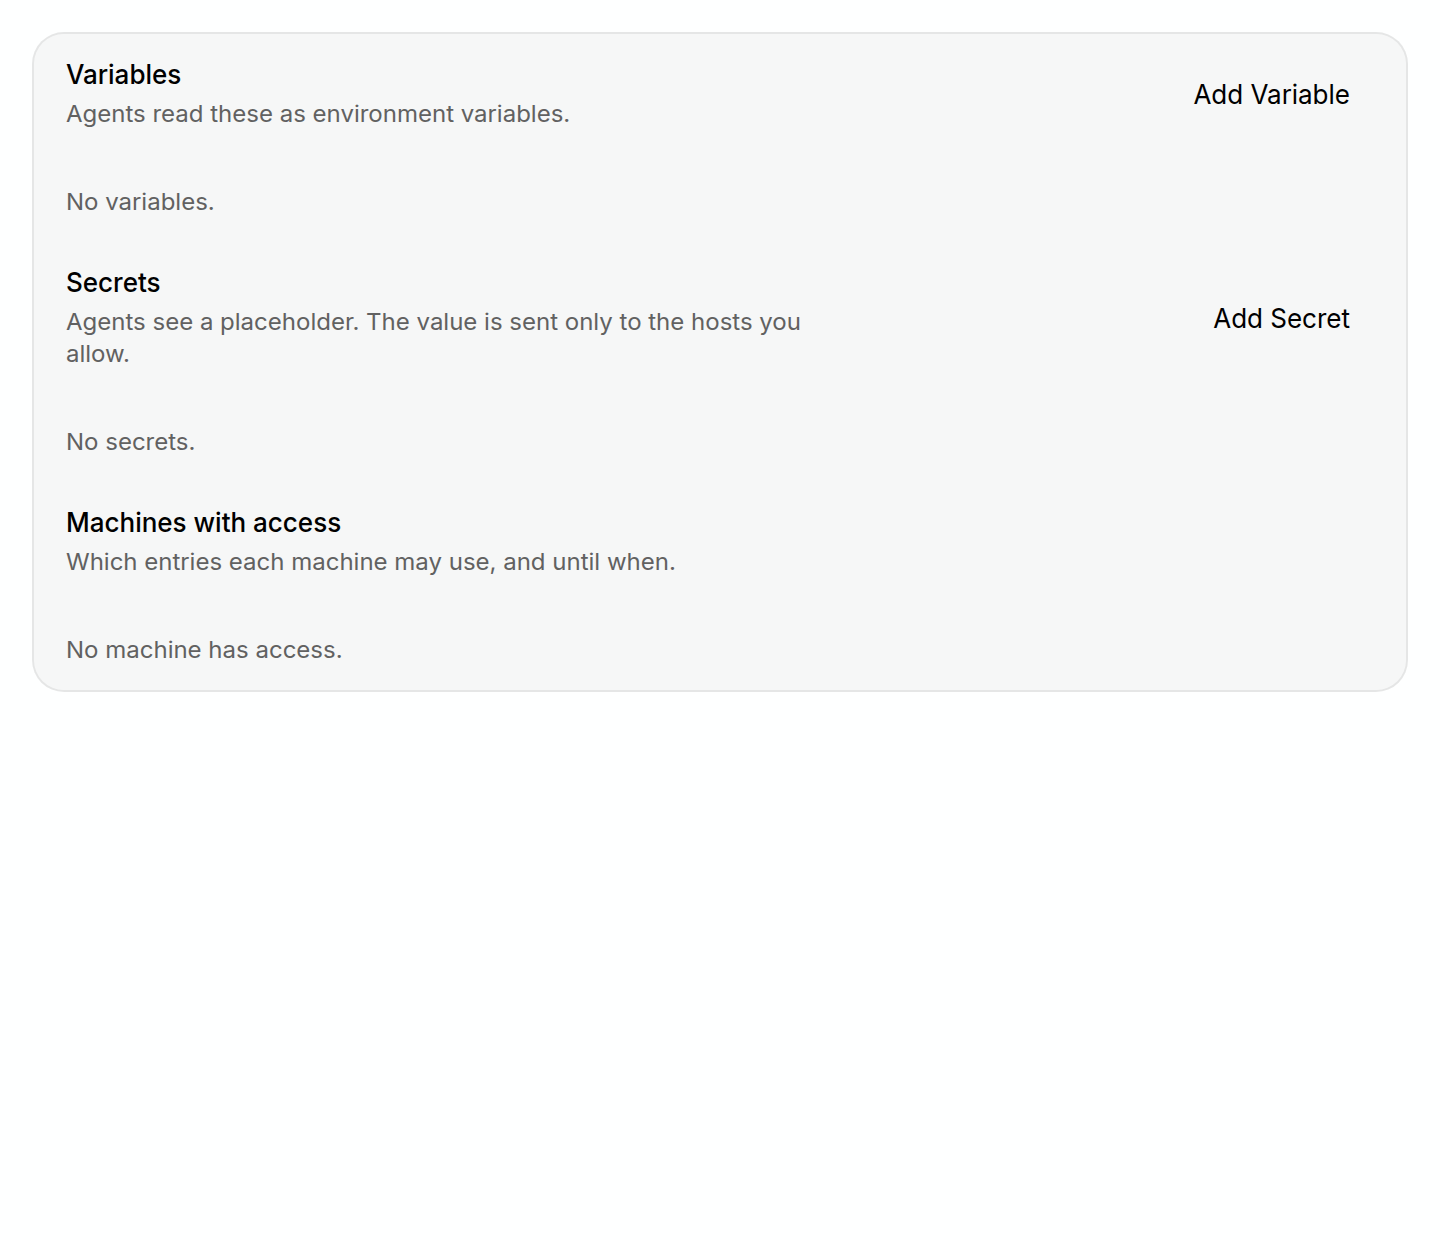 Variables
Agents read these as environment variables.
Add Variable
No variables.
Secrets
Agents see a placeholder. The value is sent only to the hosts you
allow.
Add Secret
No secrets.
Machines with access
Which entries each machine may use, and until when.
No machine has access.